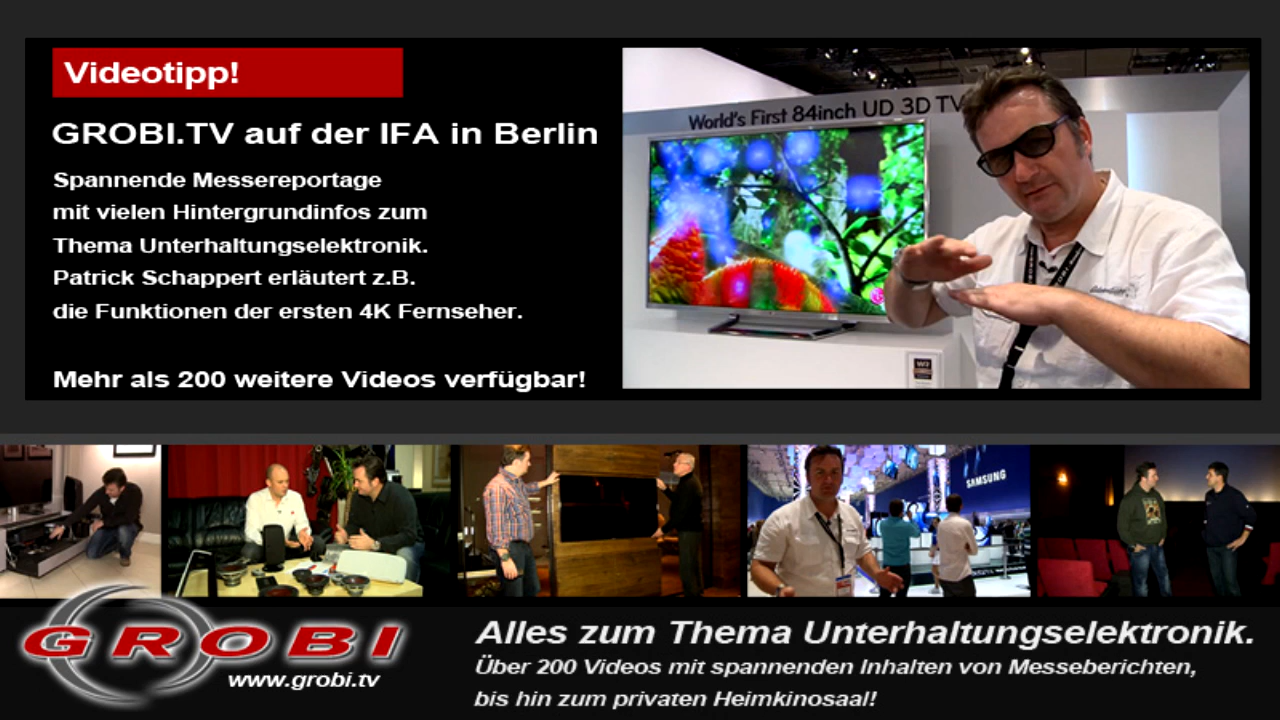 Videotipp!
GROBI.TV auf der IFA in Berlin
Spannende Messereportage
mit vielen Hintergrundinfos zum
Thema Unterhaltungselektronik.
Patrick Schappert erläutert z.B.
die Funktionen der ersten 4K Fernseher.
Mehr als 200 weitere Videos verfügbar!
World's First 84inch UD 3D TV
SAMSUNG
GROBI
www.grobi.tv
Alles zum Thema Unterhaltungselektronik.
Über 200 Videos mit spannenden Inhalten von Messeberichten,
bis hin zum privaten Heimkinosaal!